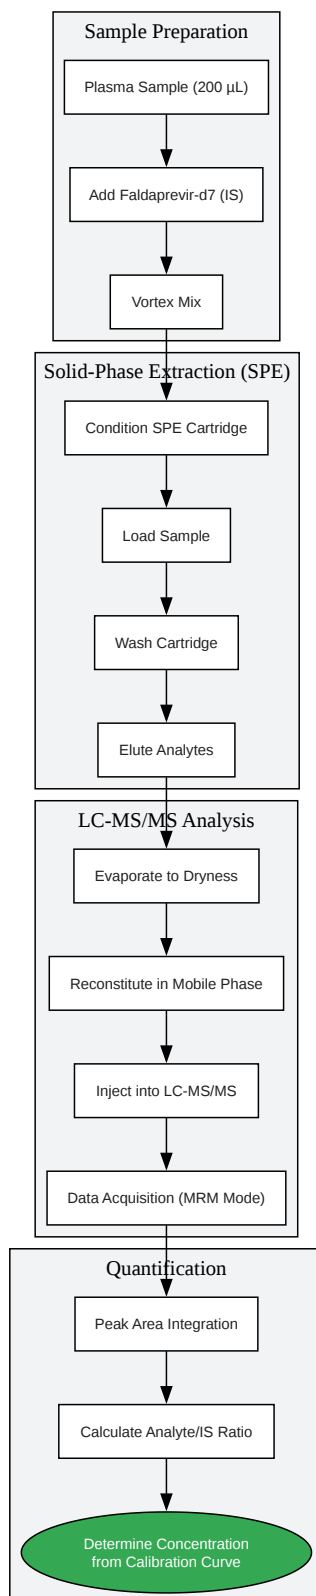 Sample Preparation
Plasma Sample (200 µL)
Add Faldaprevir-d7 (IS)
Vortex Mix
Solid-Phase Extraction (SPE)
Condition SPE Cartridge
Load Sample
Wash Cartridge
Elute Analytes
LC-MS/MS Analysis
Evaporate to Dryness
Reconstitute in Mobile Phase
Inject into LC-MS/MS
Data Acquisition (MRM Mode)
Quantification
Peak Area Integration
Calculate Analyte/IS Ratio
Determine Concentration
from Calibration Curve